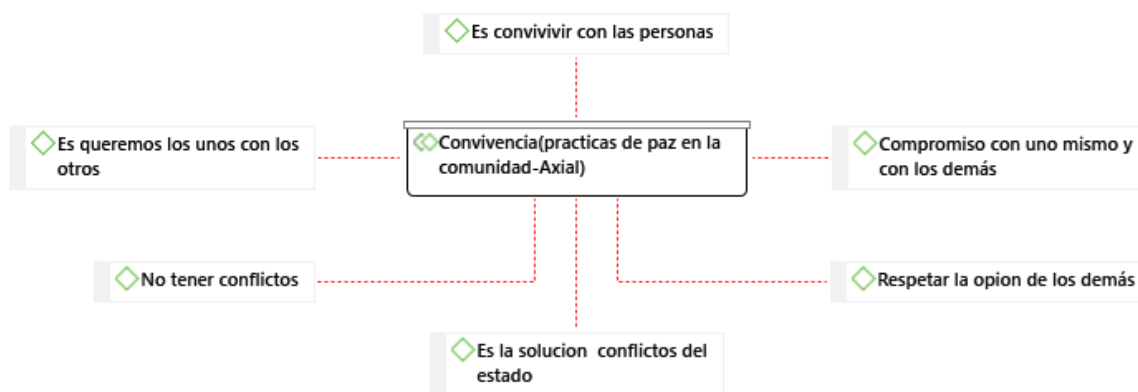 Es convivivir con las personas
Es queremos los unos con los
otros
Convivencia(practicas de paz en la
comunidad-Axial)
Compromiso con uno mismo y
con los demás
No tener conflictos
Respetar la opion de los demás
Es la solucion  conflictos del
estado